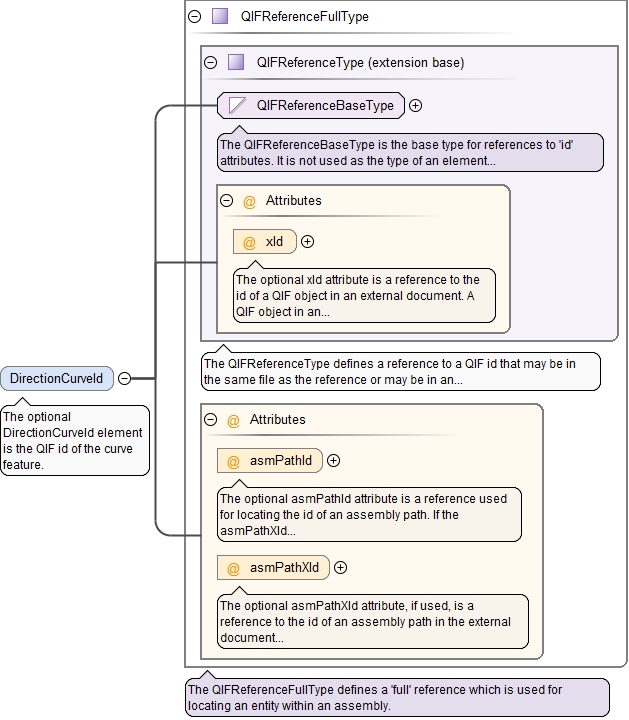 QIFReferenceFullType
QIFReferenceType (extension base)
QIFReferenceBaseType
The QIFReferenceBaseType is the base type for references to 'id'
attributes. It is not used as the type of an element...
@ Attributes
@ xId
The optional xId attribute is a reference to the
id of a QIF object in an external document. A
QIF object in an...
The QIFReferenceType defines a reference to a QIF id that may be in
the same file as the reference or may be in an...
DirectionCurveId
The optional
DirectionCurveId element
is the QIF id of the curve
feature.
@ Attributes
@ asmPathId
The optional asmPathId attribute is a reference used
for locating the id of an assembly path. If the
asmPathXId...
@ asmPathXId
The optional asmPathXId attribute, if used, is a
reference to the id of an assembly path in the external
document...
The QIFReferenceFullType defines a 'full' reference which is used for
locating an entity within an assembly.